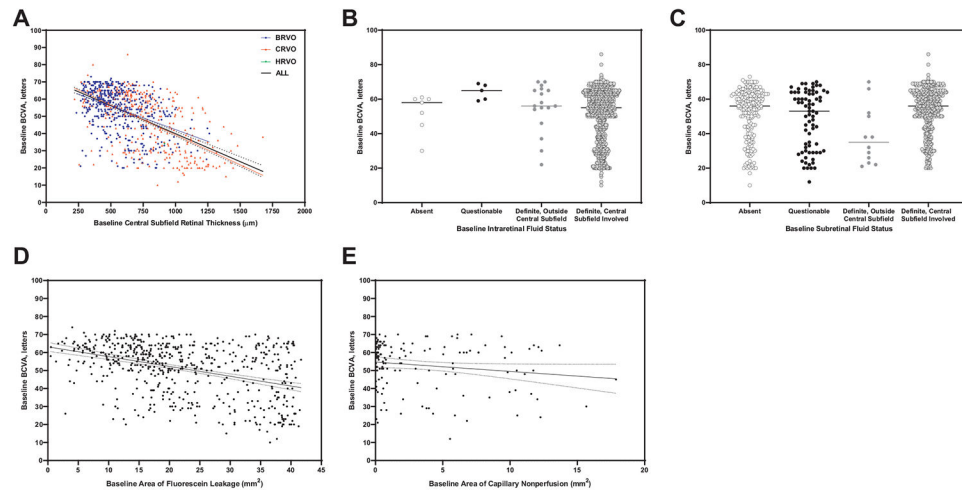 A
BRVO
CRVO
HRVO
ALL
Baseline BCVA, letters
100
90
80
70
60
50
40
30
20
10
0
0 250 500 750 1000 1250 1500 1750 2000
Baseline Central Subfield Retinal Thickness (μm)
B
Baseline BCVA, letters
100
80
60
40
20
0
Absent
Questionable
Definite, Outside
Central Subfield
Definite, Central
Subfield Involved
Baseline Intraretinal Fluid Status
C
Baseline BCVA, letters
100
80
60
40
20
0
Absent
Questionable
Definite, Outside
Central Subfield
Definite, Central
Subfield Involved
Baseline Subretinal Fluid Status
D
Baseline BCVA, letters
100
90
80
70
60
50
40
30
20
10
0
0 5 10 15 20 25 30 35 40 45
Baseline Area of Fluorescein Leakage (mm²)
E
Baseline BCVA, letters
100
90
80
70
60
50
40
30
20
10
0
0 5 10 15 20
Baseline Area of Capillary Nonperfusion (mm²)